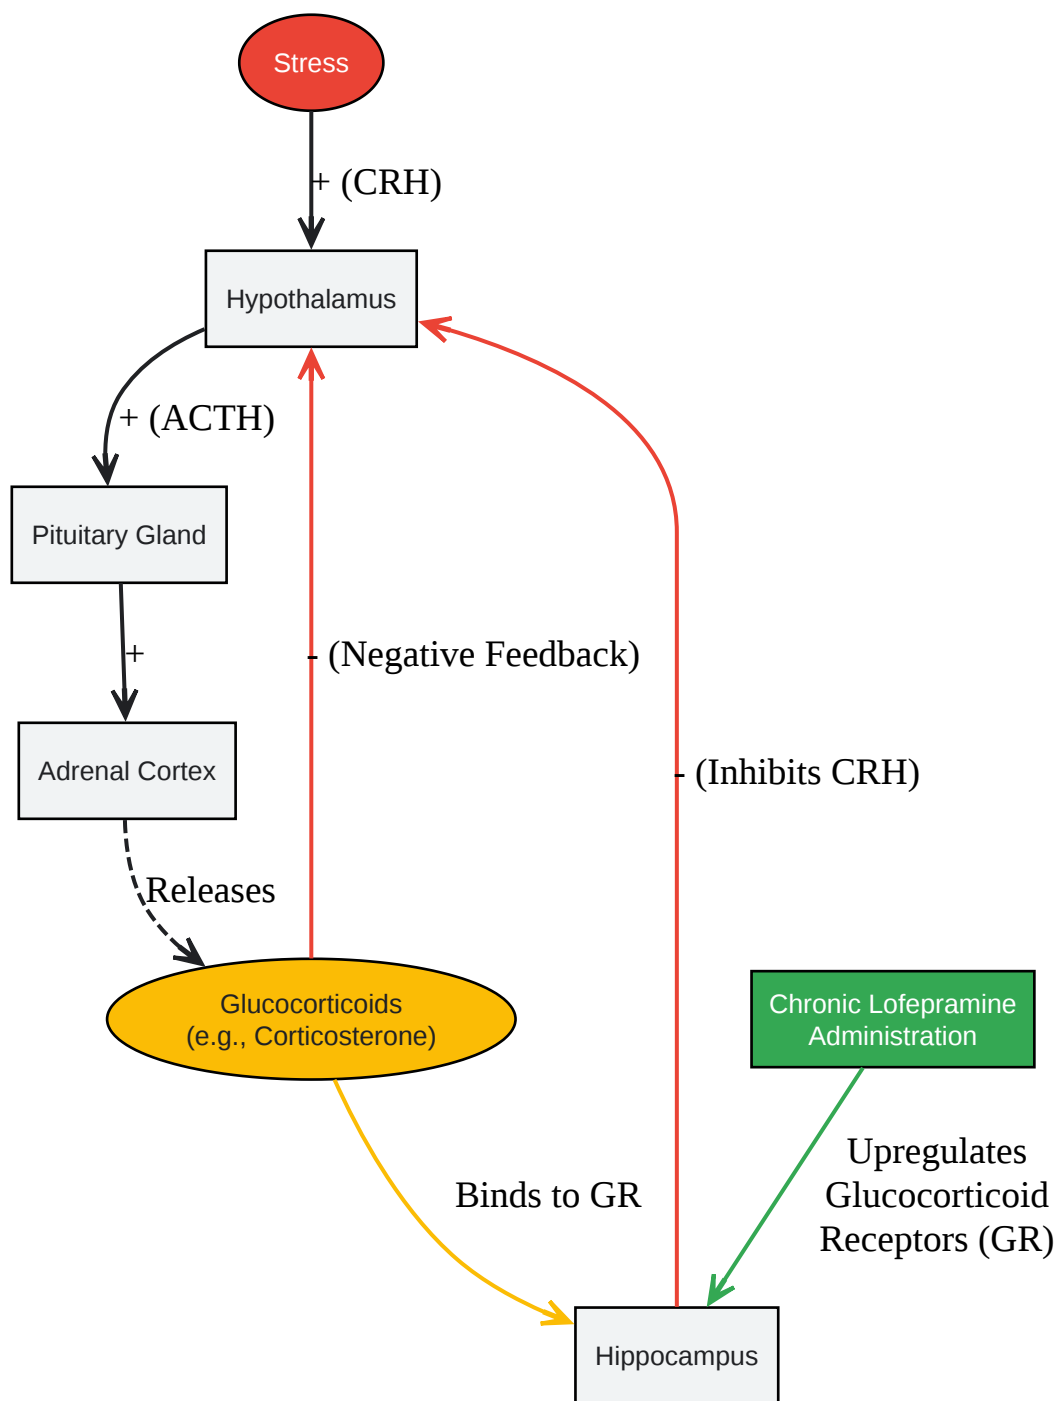 Stress
+ (CRH)
Hypothalamus
+ (ACTH)
Pituitary Gland
+
- (Negative Feedback)
Adrenal Cortex
- (Inhibits CRH)
Releases
Glucocorticoids
(e.g., Corticosterone)
Chronic Lofepramine
Administration
Binds to GR
Upregulates
Glucocorticoid
Receptors (GR)
Hippocampus